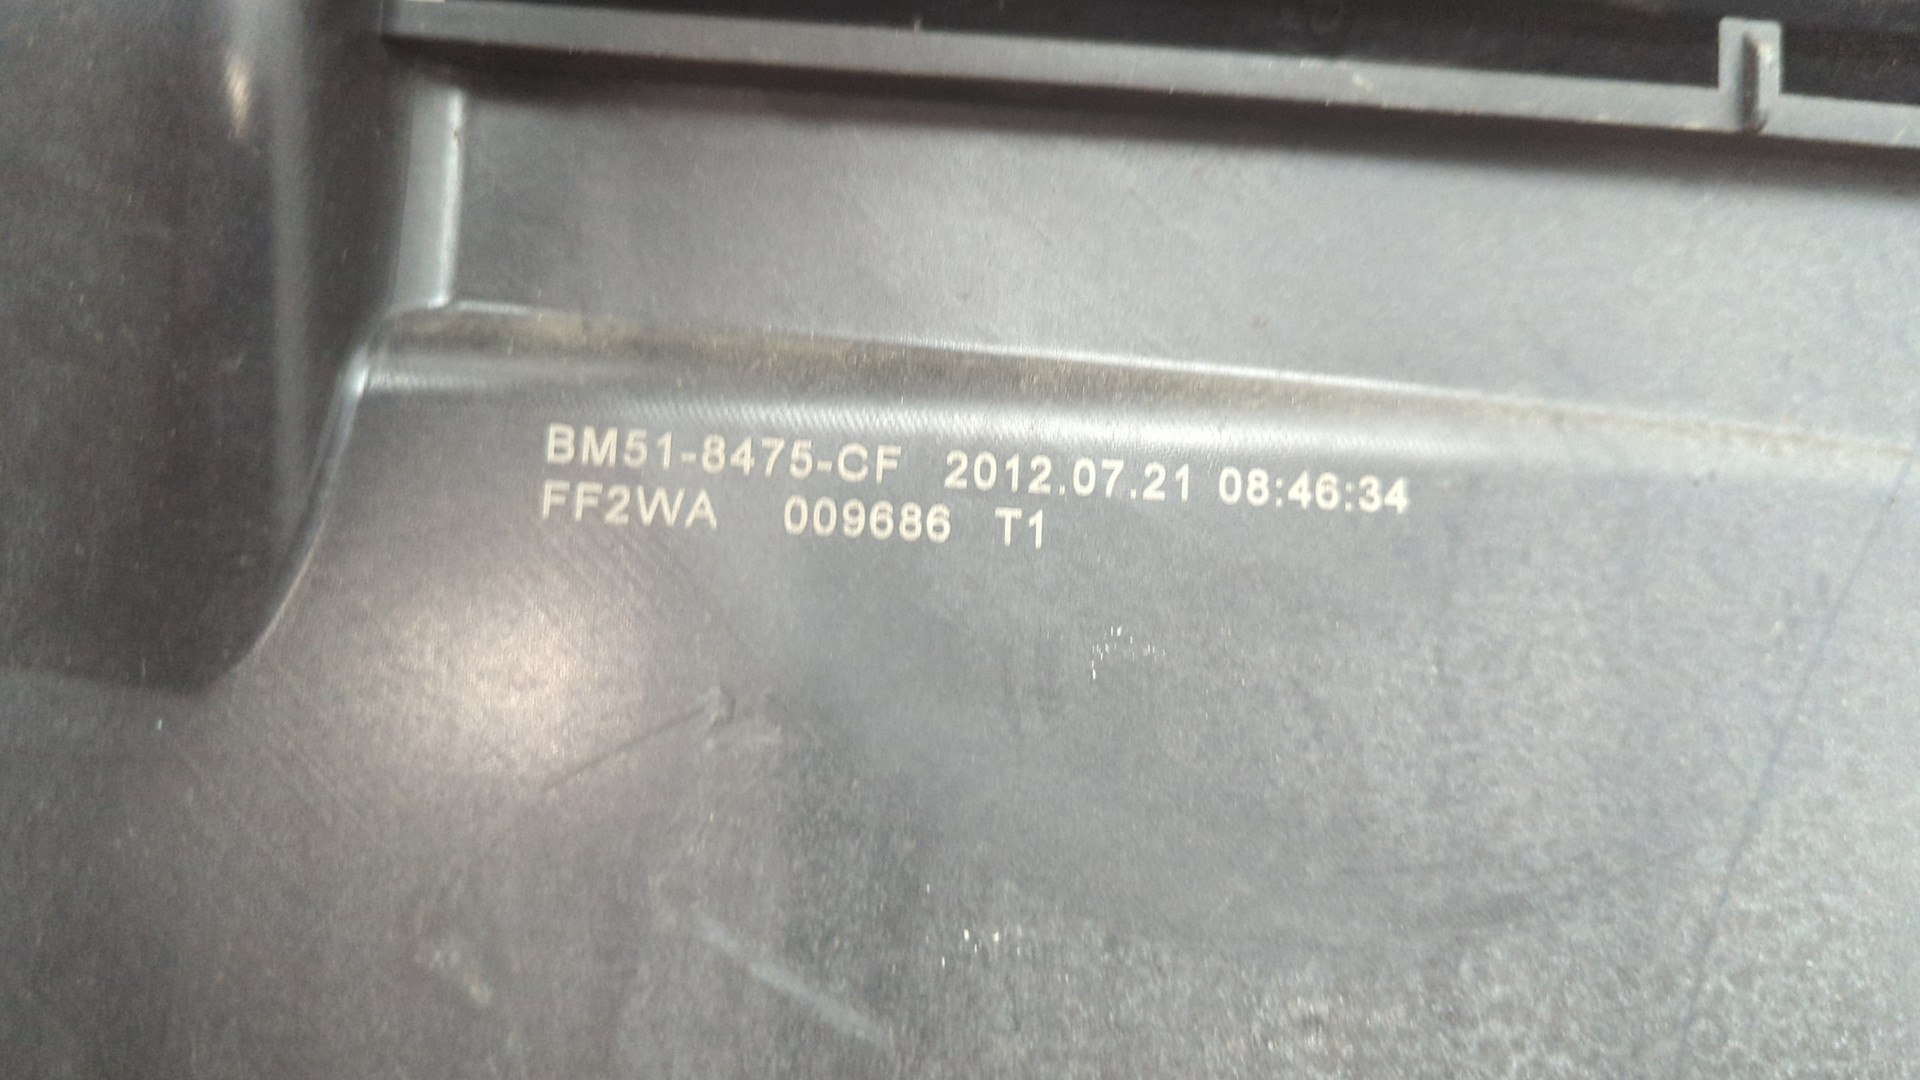 BM51-8475-CF 2012.07.21 08:46:34
FF2WA 009686 T1